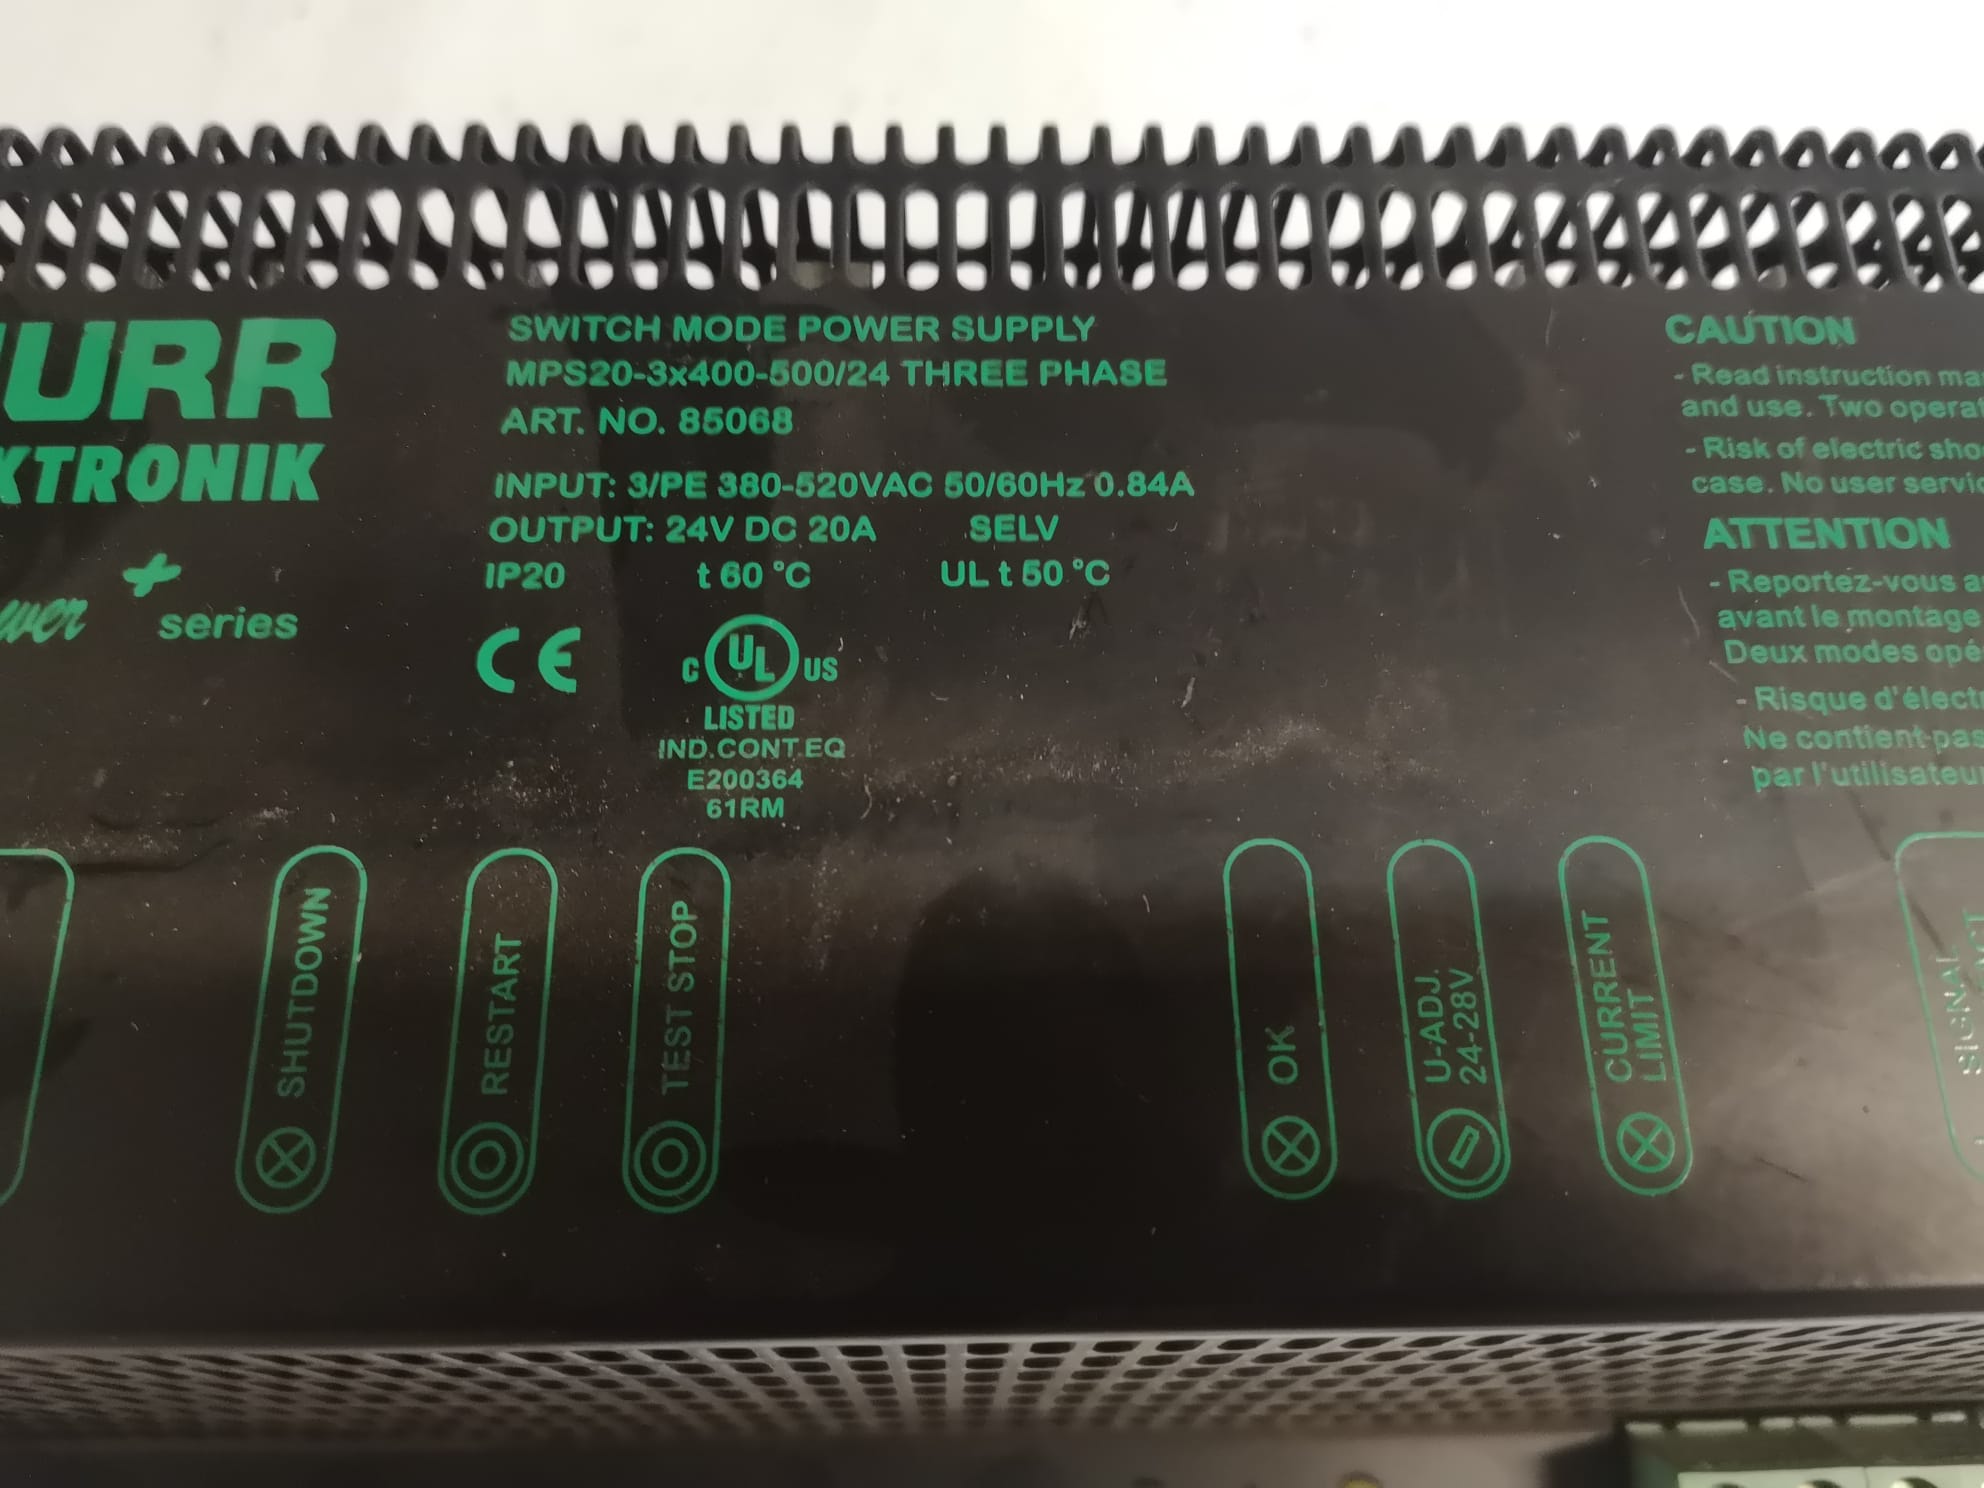 URR
KTRONIK
+
series
SWITCH MODE POWER SUPPLY
MPS20-3x400-500/24 THREE PHASE
ART. NO. 85068
INPUT: 3/PE 380-520VAC 50/60Hz 0.84A
OUTPUT: 24V DC 20A SELV
IP20 t 60 °C UL t 50 °C
CE
C UL US
LISTED
IND.CONT.EQ
E200364
61RM
CAUTION
- Read instruction
and use. Two
- Risk of electric
case. No user
ATTENTION
- Reportez-vous
avant le montage
Deux modes
- Risque
Ne contient pas
par
SHUTDOWN
RESTART
TEST STOP
OK
U-ADJ.
24-28V
CURRENT
LIMIT
SIGNAL